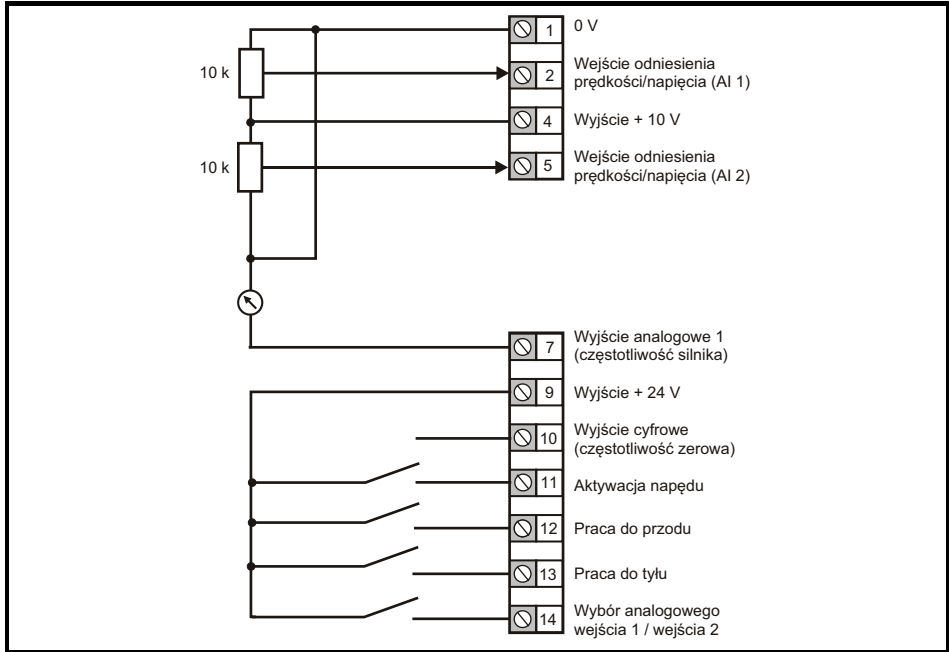 1 0 V
10 k
2 Wejście odniesienia
prędkości/napięcia (AI 1)
4 Wyjście + 10 V
10 k
5 Wejście odniesienia
prędkości/napięcia (AI 2)
7 Wyjście analogowe 1
(częstotliwość silnika)
9 Wyjście + 24 V
10 Wyjście cyfrowe
(częstotliwość zerowa)
11 Aktywacja napędu
12 Praca do przodu
13 Praca do tyłu
14 Wybór analogowego
wejścia 1 / wejścia 2